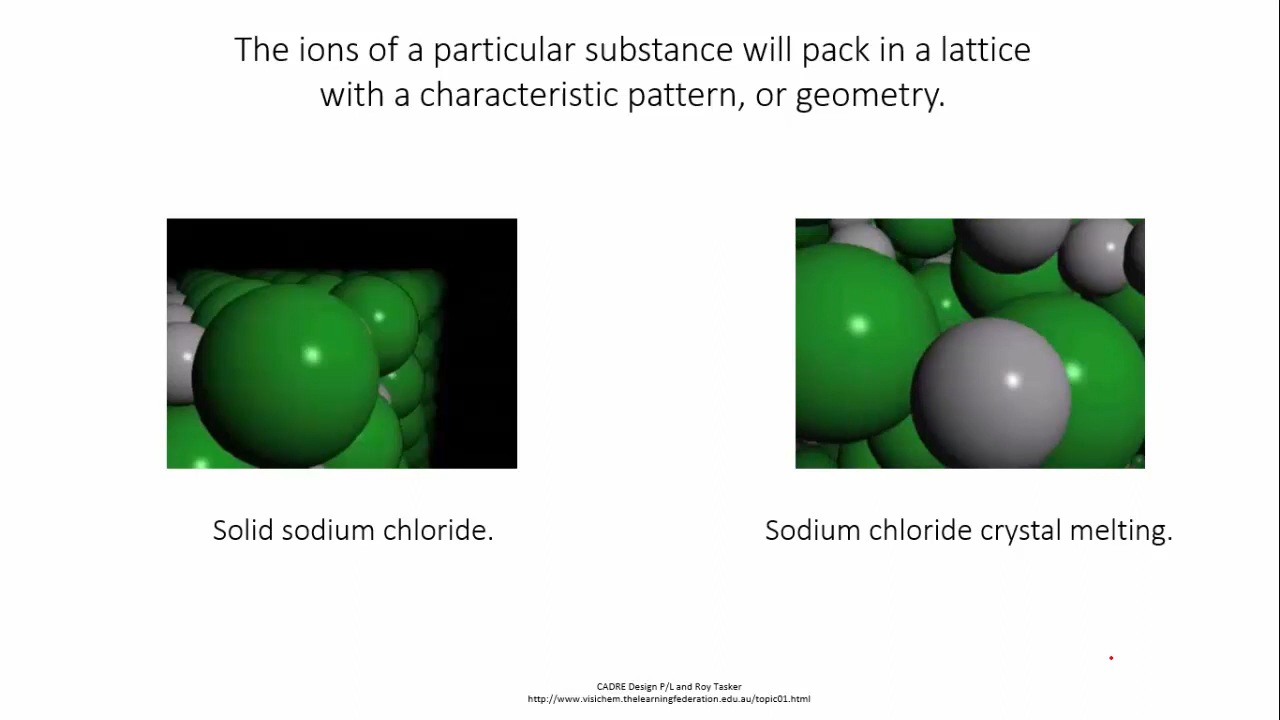 The ions of a particular substance will pack in a lattice
with a characteristic pattern, or geometry.
Solid sodium chloride.
Sodium chloride crystal melting.
CADRE Design P/L and Roy Tasker
http://www.visichem.thelearningfederation.edu.au/topic01.html